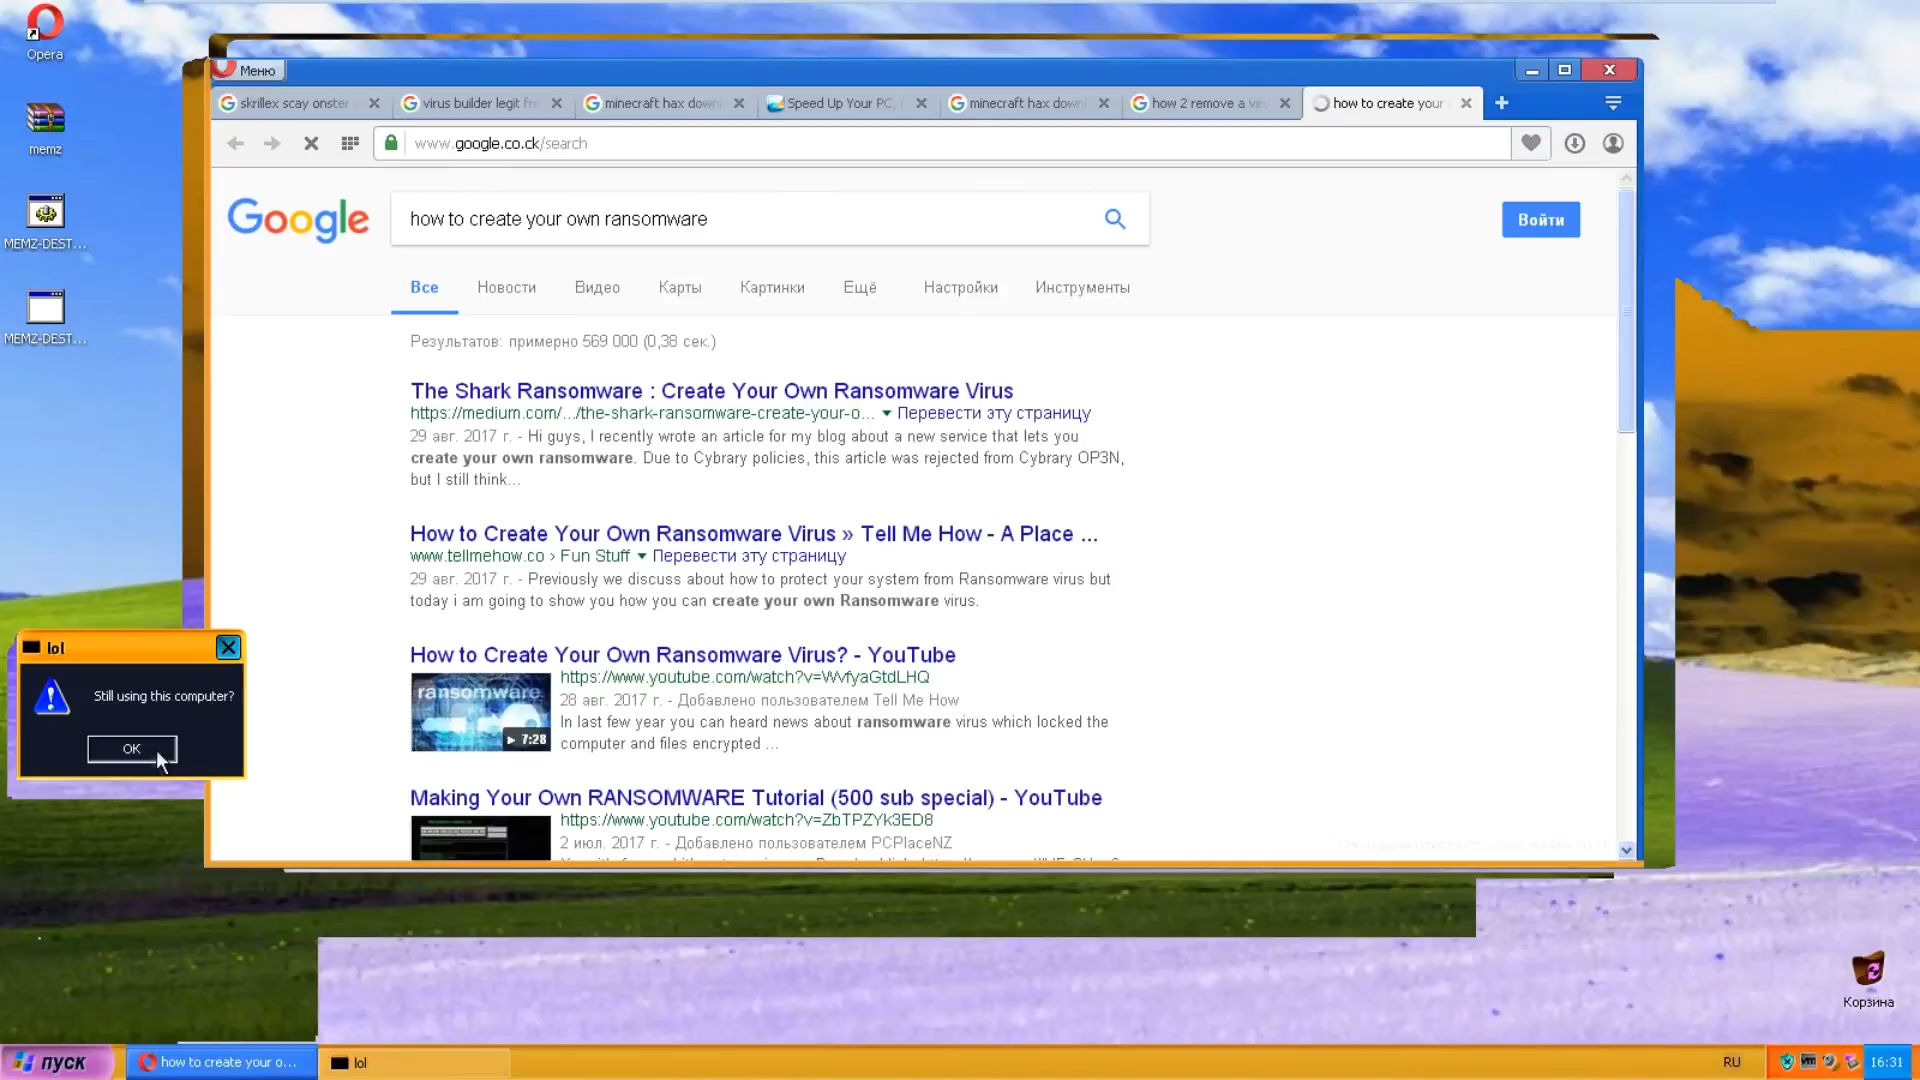 Opera
memz
MEMZ-DEST...
MEMZ-DEST...
Меню
skrillex scay onster
virus builder legit fre
minecraft hax down
Speed Up Your PC,
minecraft hax down
how 2 remove a viru
how to create your
www.google.co.ck/search
Google
how to create your own ransomware
Войти
Все
Новости
Видео
Карты
Картинки
Ещё
Настройки
Инструменты
Результатов: примерно 569 000 (0,38 сек.)
The Shark Ransomware : Create Your Own Ransomware Virus
https://medium.com/.../the-shark-ransomware-create-your-o... Перевести эту страницу
29 авг. 2017 г. - Hi guys, I recently wrote an article for my blog about a new service that lets you
create your own ransomware. Due to Cybrary policies, this article was rejected from Cybrary OP3N,
but I still think...
How to Create Your Own Ransomware Virus » Tell Me How - A Place ...
www.tellmehow.co › Fun Stuff Перевести эту страницу
29 авг. 2017 г. - Previously we discuss about how to protect your system from Ransomware virus but
today i am going to show you how you can create your own Ransomware virus.
How to Create Your Own Ransomware Virus? - YouTube
https://www.youtube.com/watch?v=WvfyaGtdLHQ
ransomware
7:28
28 авг. 2017 г. - Добавлено пользователем Tell Me How
In last few year you can heard news about ransomware virus which locked the
computer and files encrypted ...
Making Your Own RANSOMWARE Tutorial (500 sub special) - YouTube
https://www.youtube.com/watch?v=ZbTPZYk3ED8
2 июл. 2017 г. - Добавлено пользователем PCPlaceNZ
lol
Still using this computer?
OK
Корзина
пуск
how to create your o...
lol
RU
16:31